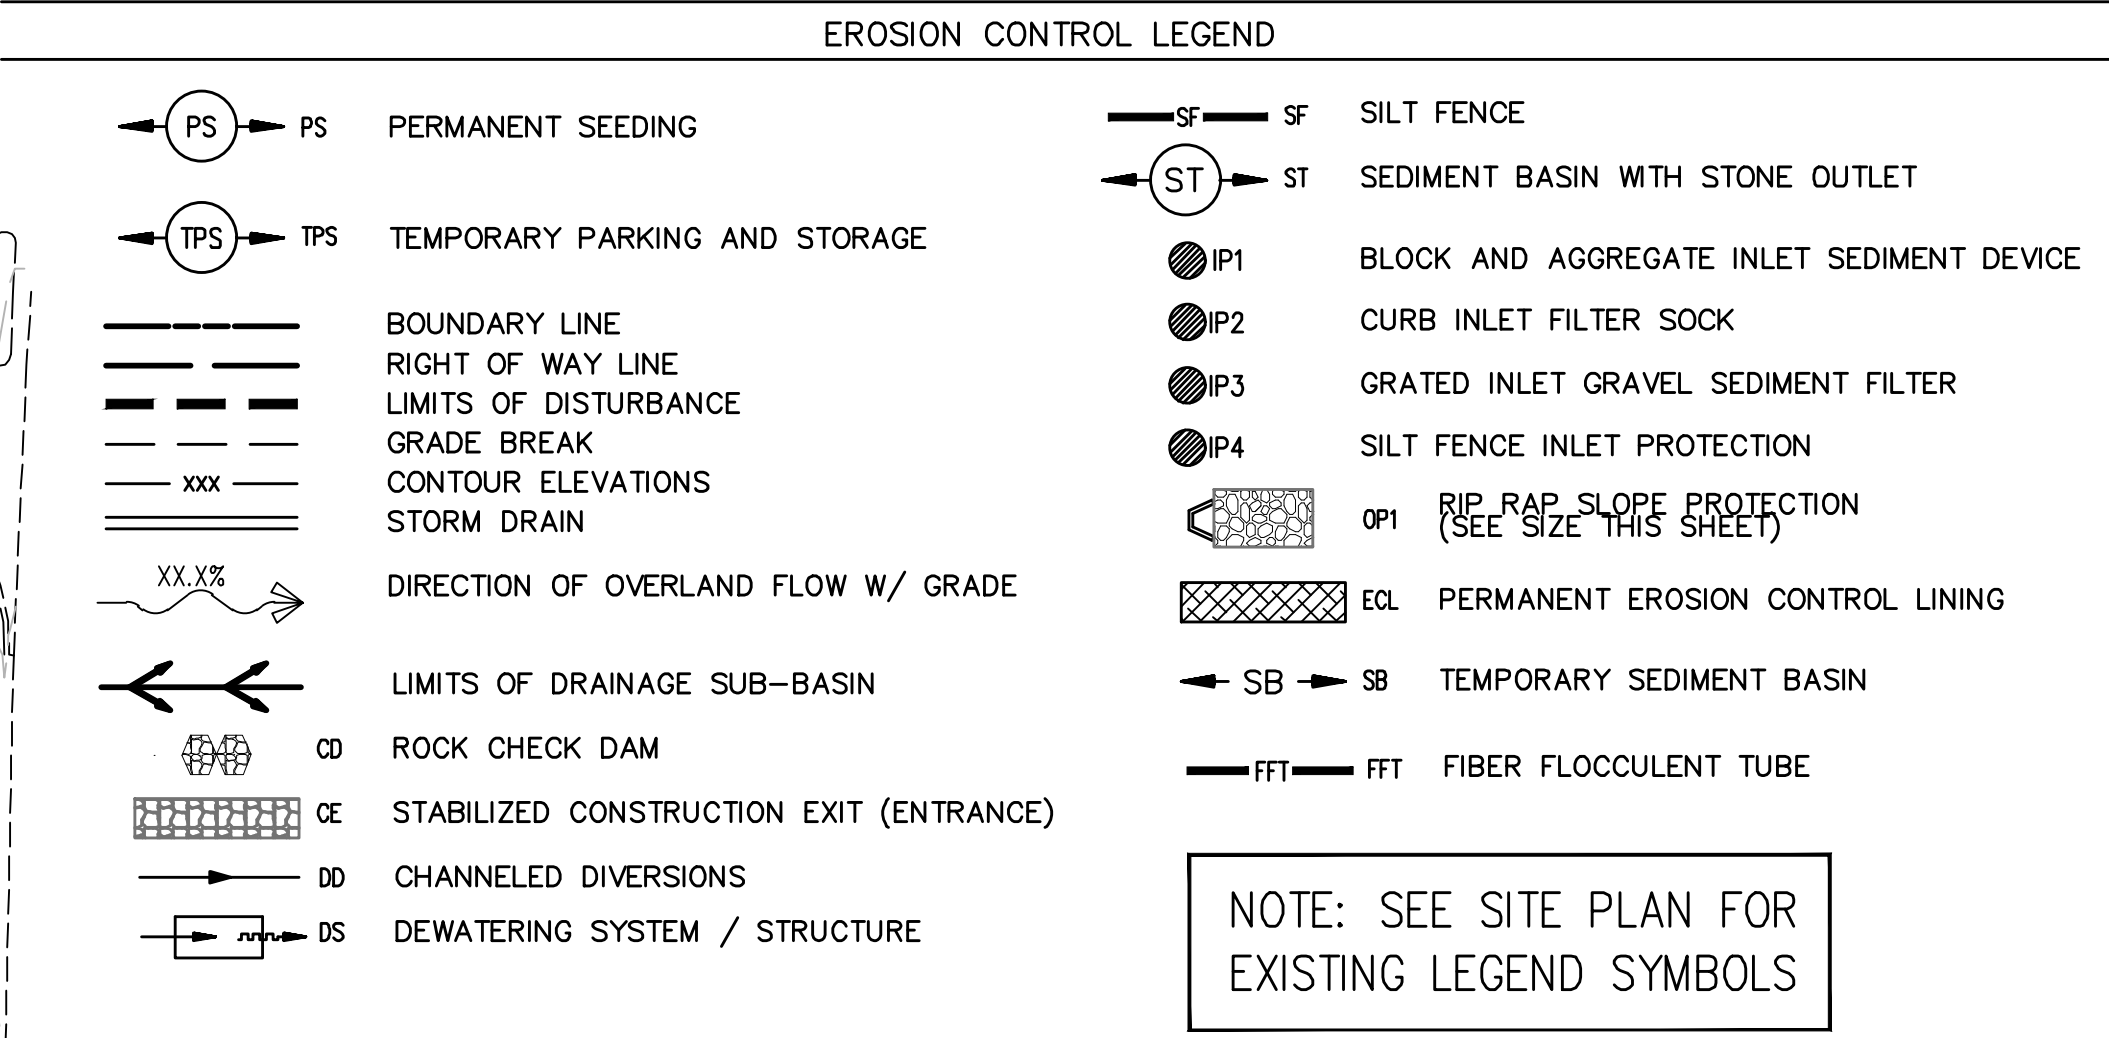 EROSION CONTROL LEGEND
PS PS PERMANENT SEEDING
TPS TPS TEMPORARY PARKING AND STORAGE
BOUNDARY LINE
RIGHT OF WAY LINE
LIMITS OF DISTURBANCE
GRADE BREAK
XXX CONTOUR ELEVATIONS
STORM DRAIN
XX.X%
DIRECTION OF OVERLAND FLOW W/ GRADE
LIMITS OF DRAINAGE SUB-BASIN
CD ROCK CHECK DAM
CE STABILIZED CONSTRUCTION EXIT (ENTRANCE)
DD CHANNELED DIVERSIONS
DS DEWATERING SYSTEM / STRUCTURE
SF SF SILT FENCE
ST ST SEDIMENT BASIN WITH STONE OUTLET
IP1 BLOCK AND AGGREGATE INLET SEDIMENT DEVICE
IP2 CURB INLET FILTER SOCK
IP3 GRATED INLET GRAVEL SEDIMENT FILTER
IP4 SILT FENCE INLET PROTECTION
OP1 RIP RAP SLOPE PROTECTION
(SEE SIZE THIS SHEET)
ECL PERMANENT EROSION CONTROL LINING
SB SB TEMPORARY SEDIMENT BASIN
FFT FFT FIBER FLOCCULENT TUBE
NOTE: SEE SITE PLAN FOR
EXISTING LEGEND SYMBOLS